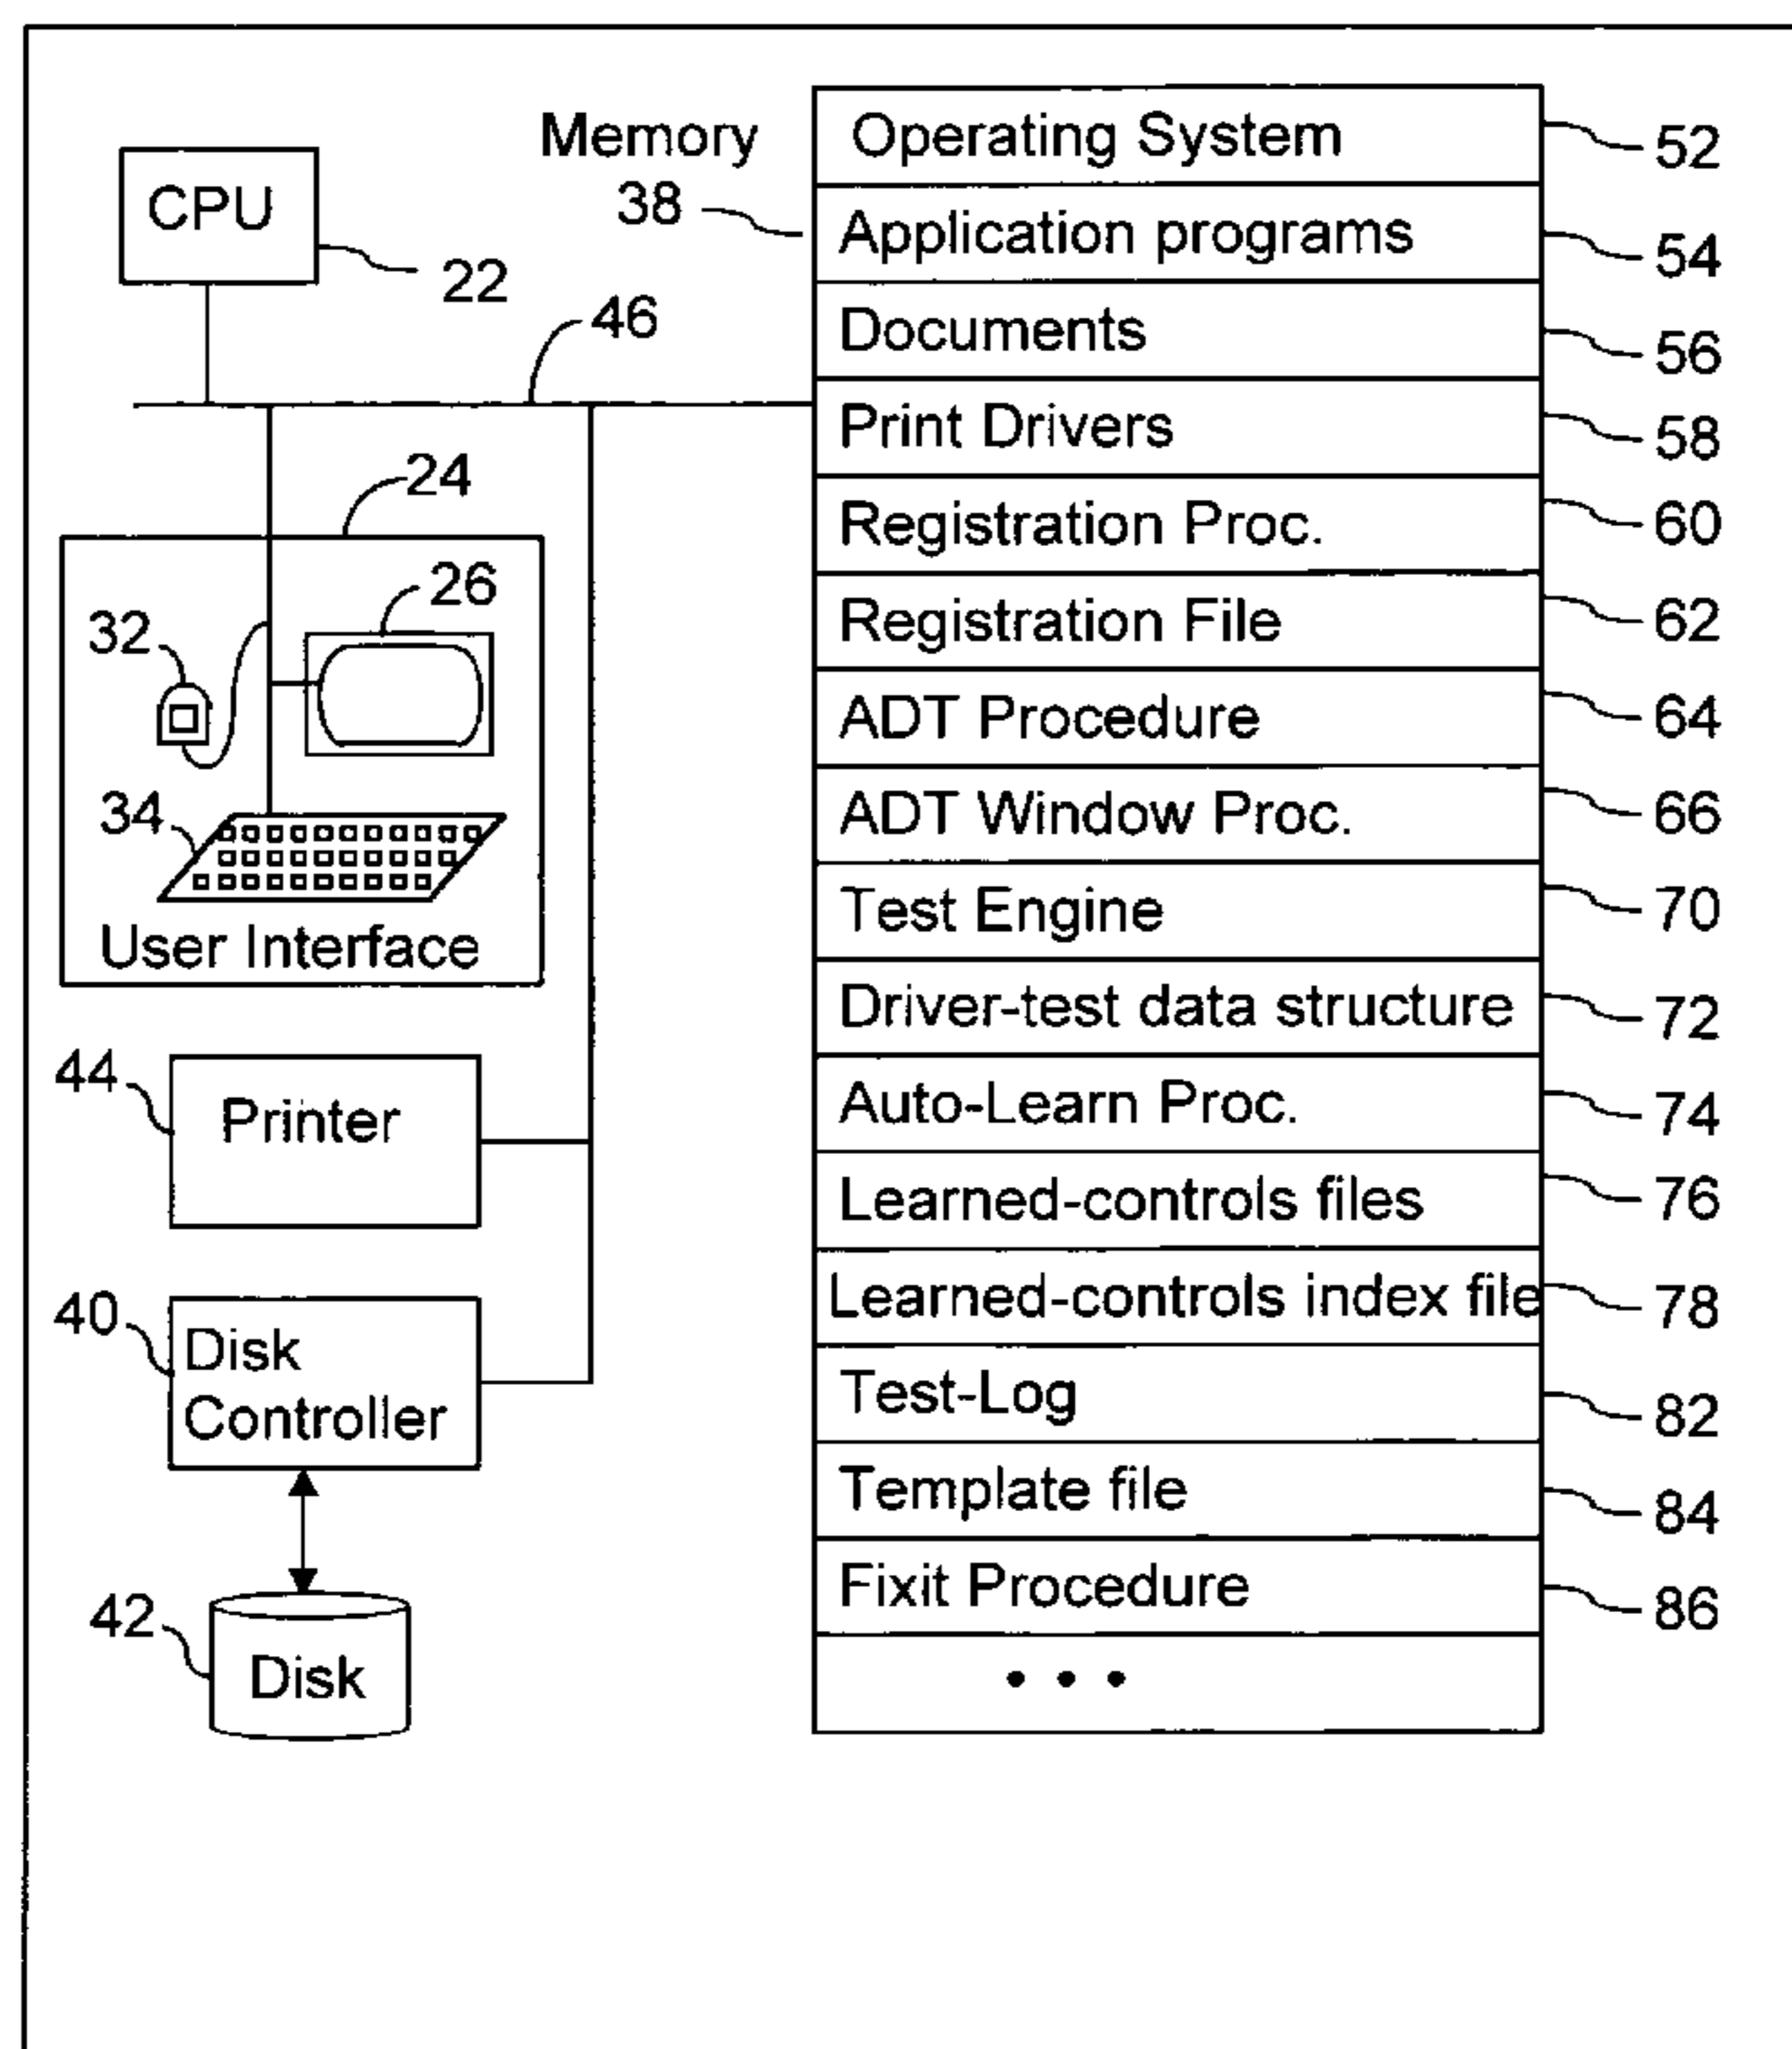 CPU
22
Memory
38
46
24
26
32
34
User Interface
44
Printer
40
Disk
Controller
42
Disk
Operating System 52
Application programs 54
Documents 56
Print Drivers 58
Registration Proc. 60
Registration File 62
ADT Procedure 64
ADT Window Proc. 66
Test Engine 70
Driver-test data structure 72
Auto-Learn Proc. 74
Learned-controls files 76
Learned-controls index file 78
Test-Log 82
Template file 84
Fixit Procedure 86
• • •